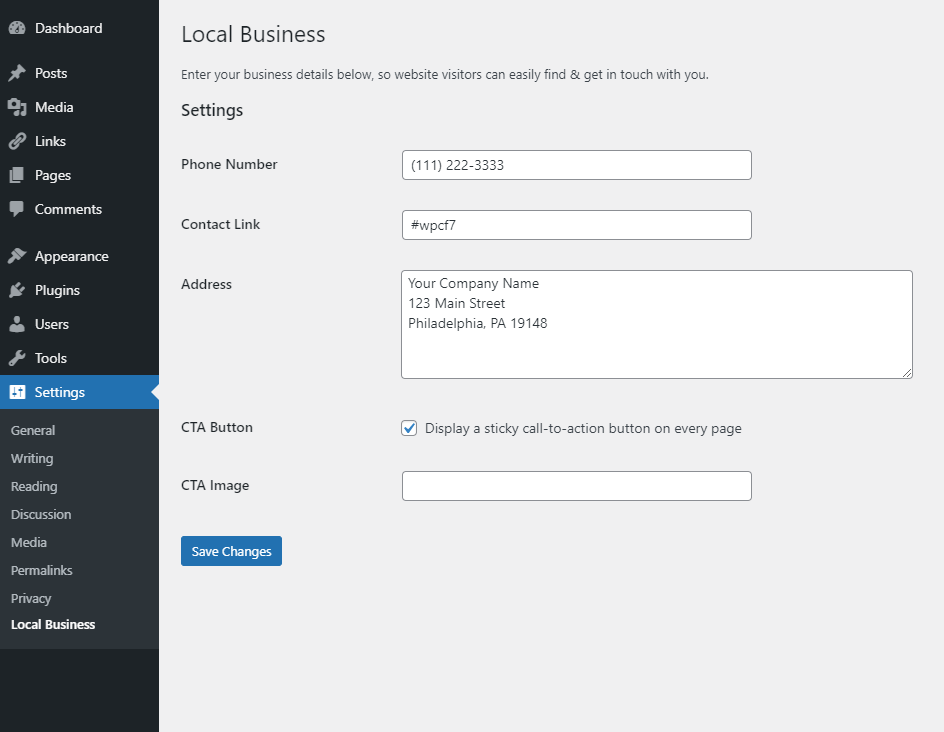 Dashboard
Posts
Media
Links
Pages
Comments
Appearance
Plugins
Users
Tools
Settings
General
Writing
Reading
Discussion
Media
Permalinks
Privacy
Local Business
Local Business
Enter your business details below, so website visitors can easily find & get in touch with you.
Settings
Phone Number
(111) 222-3333
Contact Link
#wpcf7
Address
Your Company Name
123 Main Street
Philadelphia, PA 19148
CTA Button
Display a sticky call-to-action button on every page
CTA Image
Save Changes